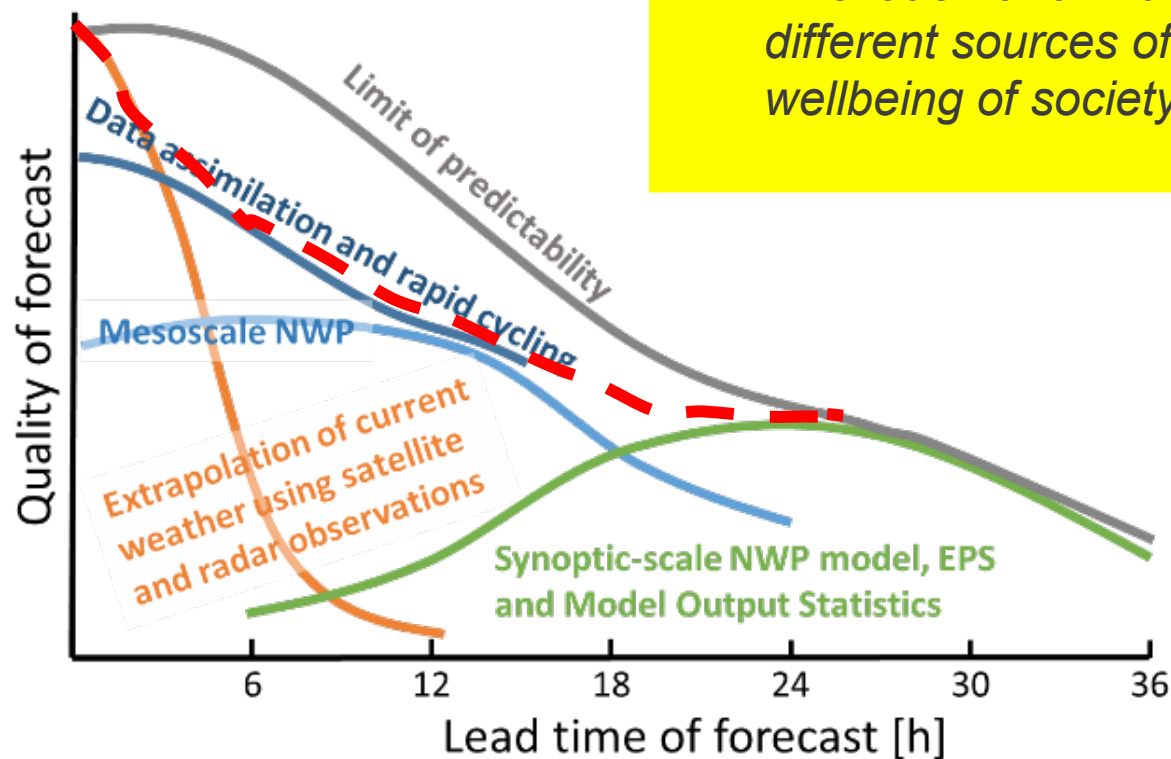 different sources of
wellbeing of society
Quality of forecast
Limit of predictability
Data assimilation and rapid cycling
Mesoscale NWP
Extrapolation of current
weather using satellite
and radar observations
Synoptic-scale NWP model, EPS
and Model Output Statistics
6 12 18 24 30 36
Lead time of forecast [h]